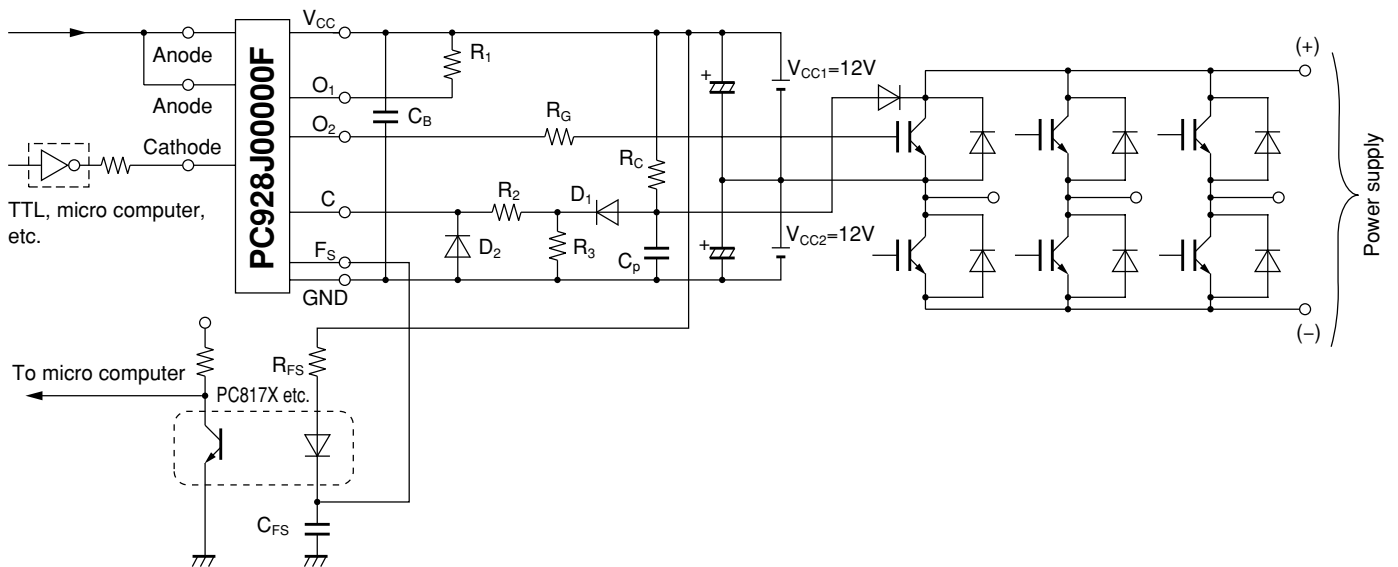 Anode
Anode
Cathode
TTL, micro computer,
etc.
PC928J00000F
VCC
O1
O2
C
FS
GND
R1
CB
RG
RC
R2
D1
D2
R3
Cp
+
+
VCC1=12V
VCC2=12V
(+)
(−)
Power supply
To micro computer
RFS
PC817X etc.
CFS